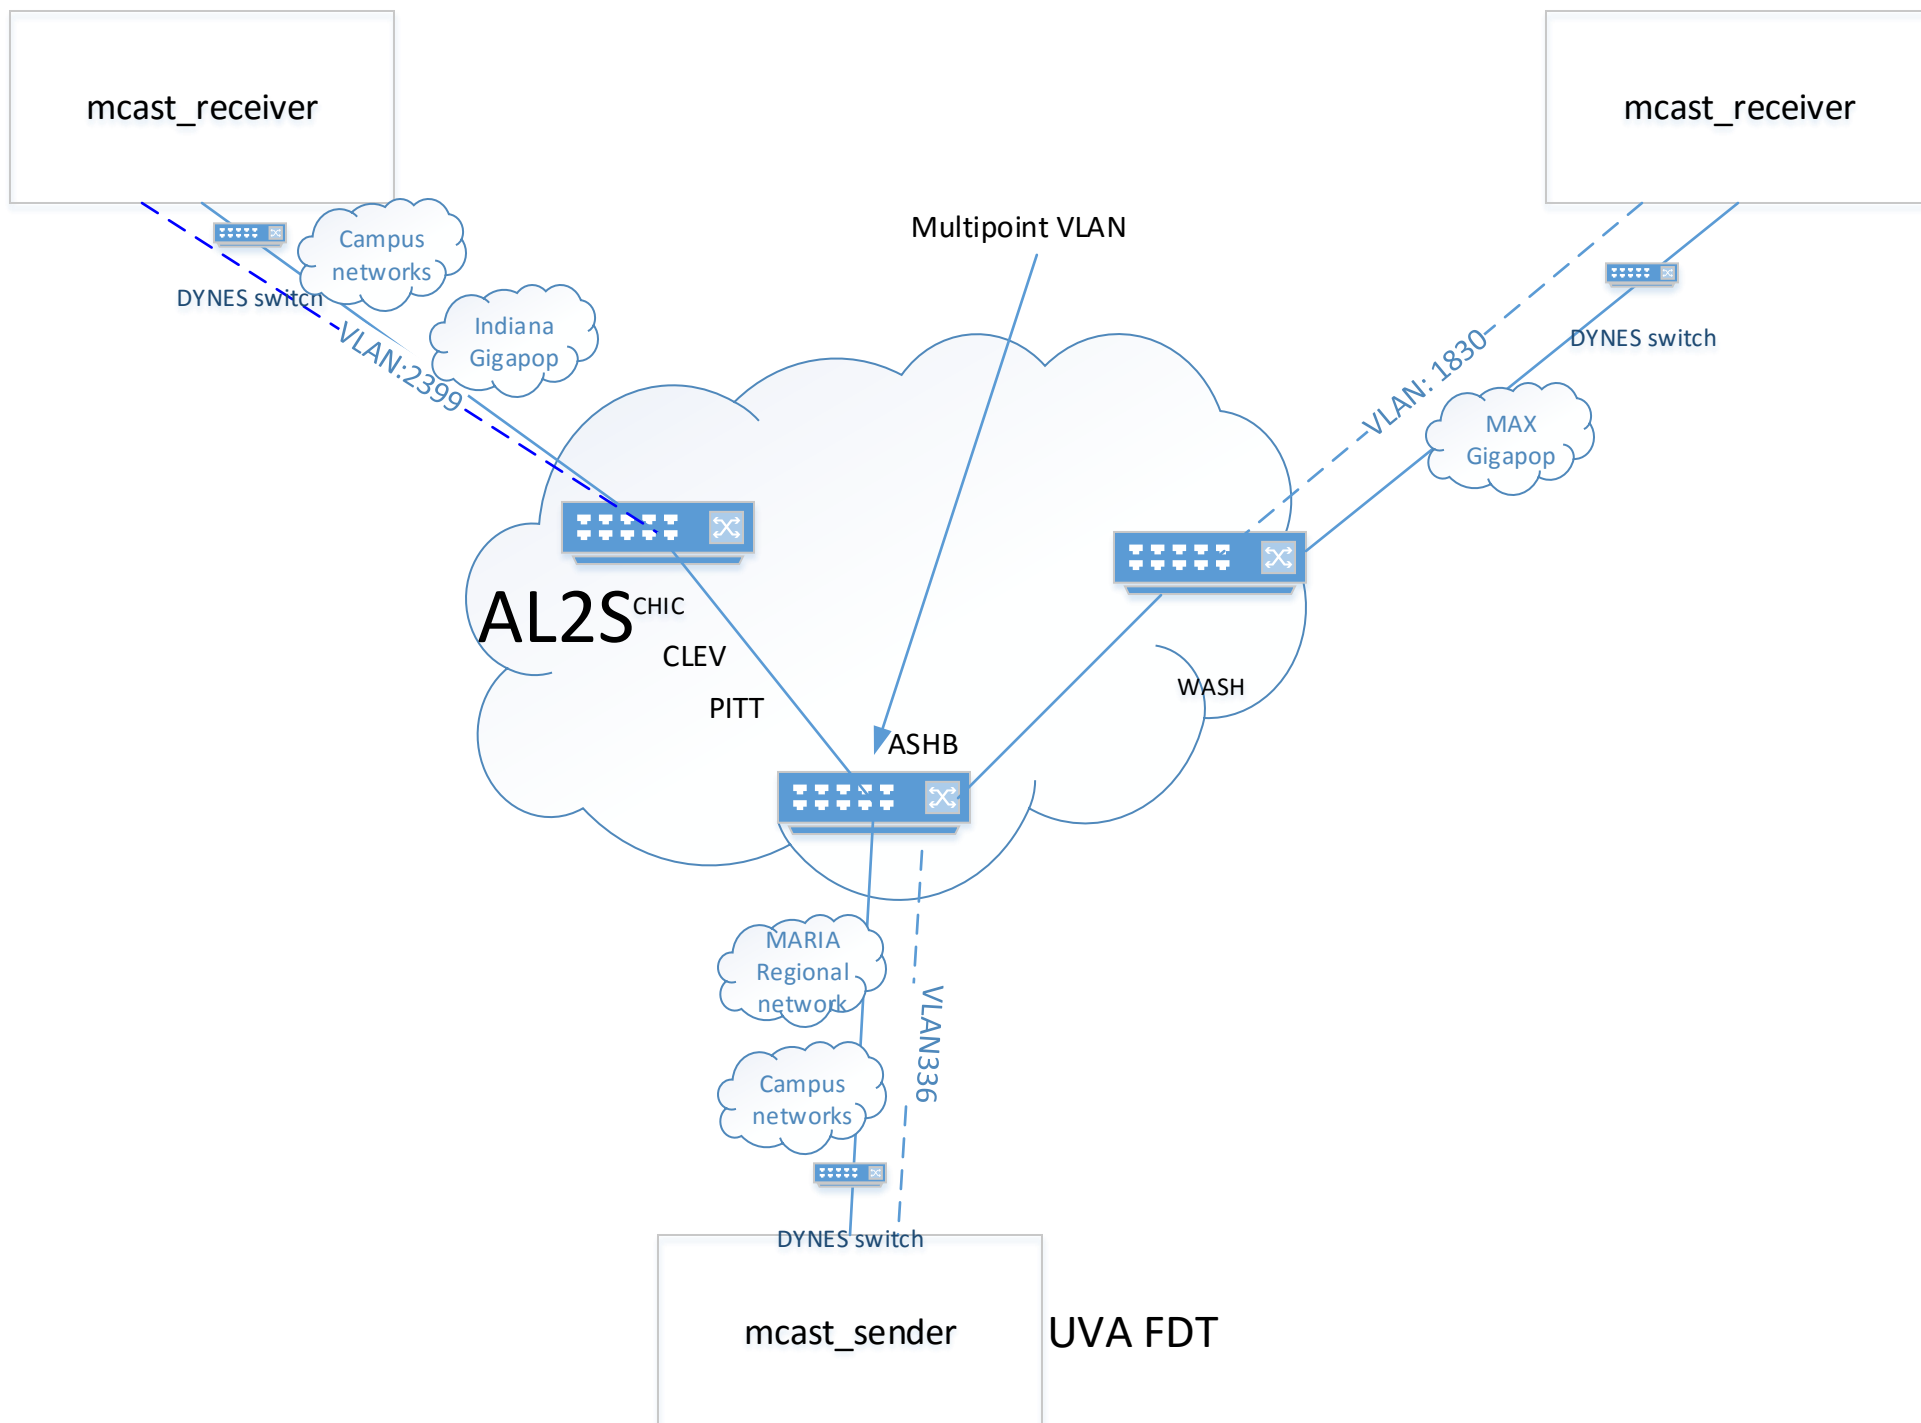 mcast_receiver
mcast_receiver
Multipoint VLAN
Campus
networks
DYNES switch
Indiana
Gigapop
VLAN:2399
VLAN: 1830
DYNES switch
MAX
Gigapop
AL2S
CHIC
CLEV
PITT
WASH
ASHB
MARIA
Regional
network
VLAN336
Campus
networks
DYNES switch
mcast_sender
UVA FDT